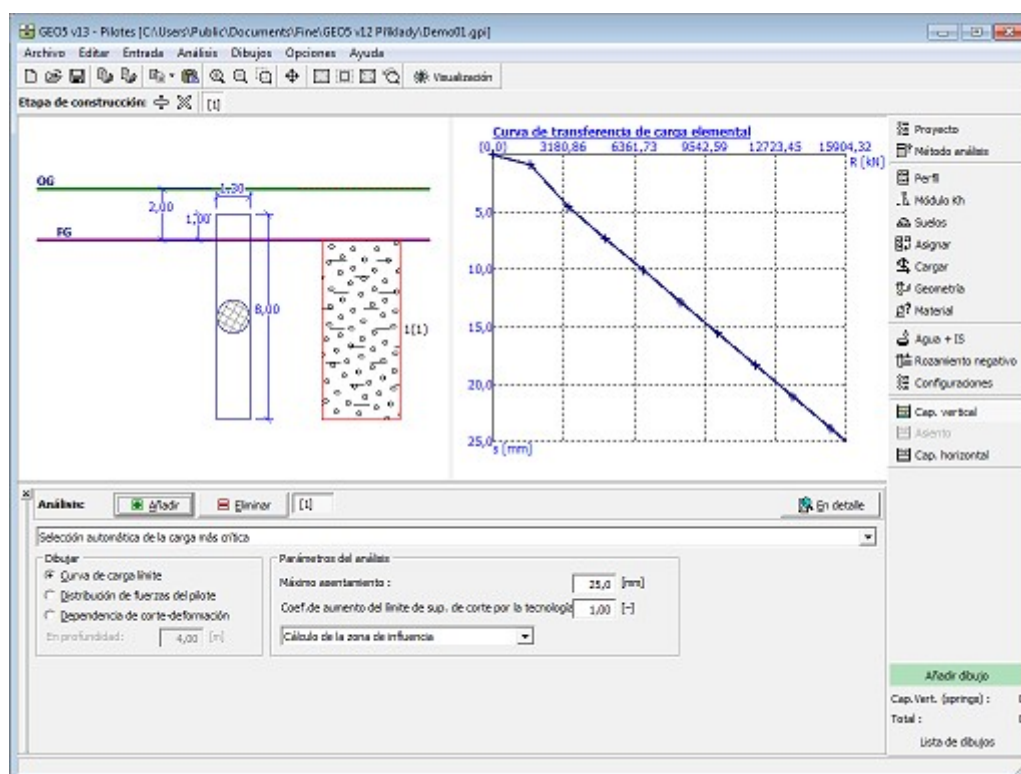 GEO5 v13 - Pilotes [C:\Users\Public\Documents\Fine\GEO5 v12 Příklady\Demo01.gpi]
Archivo Editar Entrada Análisis Dibujos Opciones Ayuda
Visualización
Etapa de construcción: [1]
Curva de transferencia de carga elemental
[0,0] 3180,86 6361,73 9542,59 12723,45 15904,32
R [kN]
OG
1,30
2,00
1,00
FG
8,00
1(1)
5,0
10,0
15,0
20,0
25,0
s [mm]
Proyecto
Método análisis
Perfil
Módulo Kh
Suelos
Asignar
Cargar
Geometría
Material
Agua + IS
Rozamiento negativo
Configuraciones
Cap. vertical
Asiento
Cap. horizontal
Análisis: Añadir Eliminar [1] En detalle
Selección automática de la carga más crítica
Dibujar
Curva de carga límite
Distribución de fuerzas del pilote
Dependencia de corte-deformación
En profundidad: 4,00 [m]
Parámetros del análisis
Máximo asentamiento : 25,0 [mm]
Coef.de aumento del límite de sup. de corte por la tecnología 1,00 [-]
Cálculo de la zona de influencia
Añadir dibujo
Cap.Vert. (springs) :
Total :
Lista de dibujos